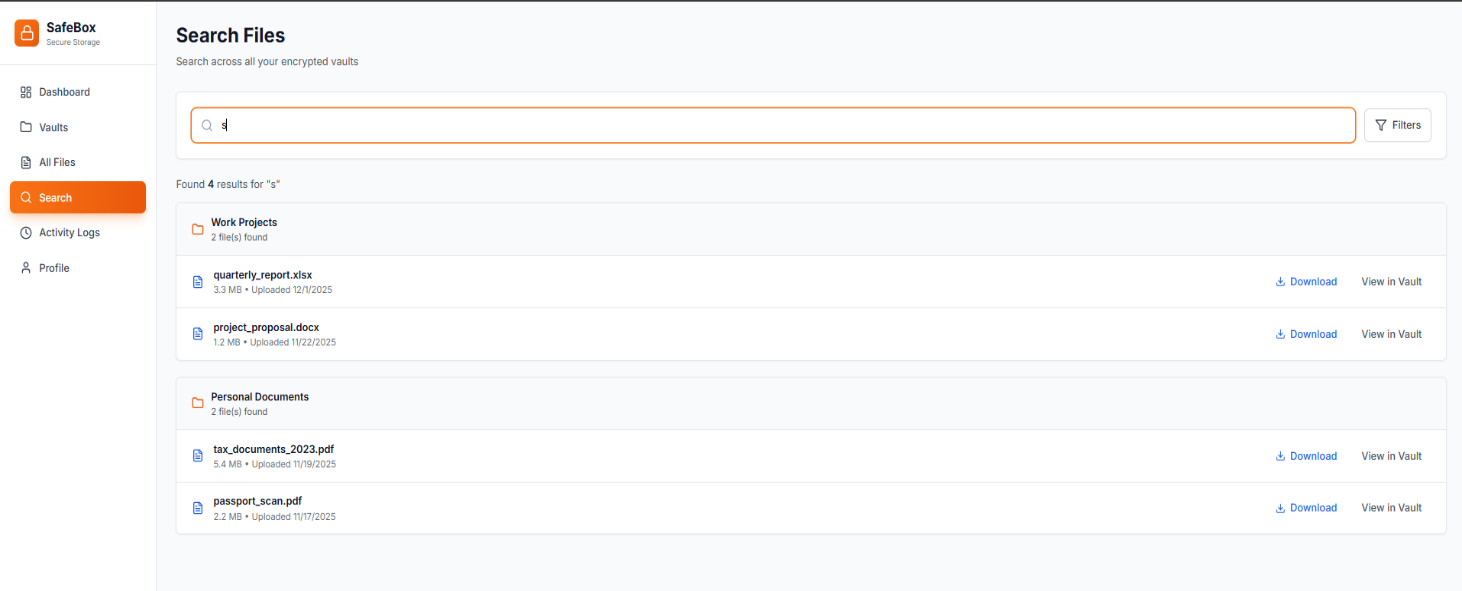 SafeBox
Secure Storage
Dashboard
Vaults
All Files
Search
Activity Logs
Profile
Search Files
Search across all your encrypted vaults
s
Filters
Found 4 results for "s"
Work Projects
2 file(s) found
quarterly_report.xlsx
3.3 MB • Uploaded 12/1/2025
Download View in Vault
project_proposal.docx
1.2 MB • Uploaded 11/22/2025
Download View in Vault
Personal Documents
2 file(s) found
tax_documents_2023.pdf
5.4 MB • Uploaded 11/19/2025
Download View in Vault
passport_scan.pdf
2.2 MB • Uploaded 11/17/2025
Download View in Vault